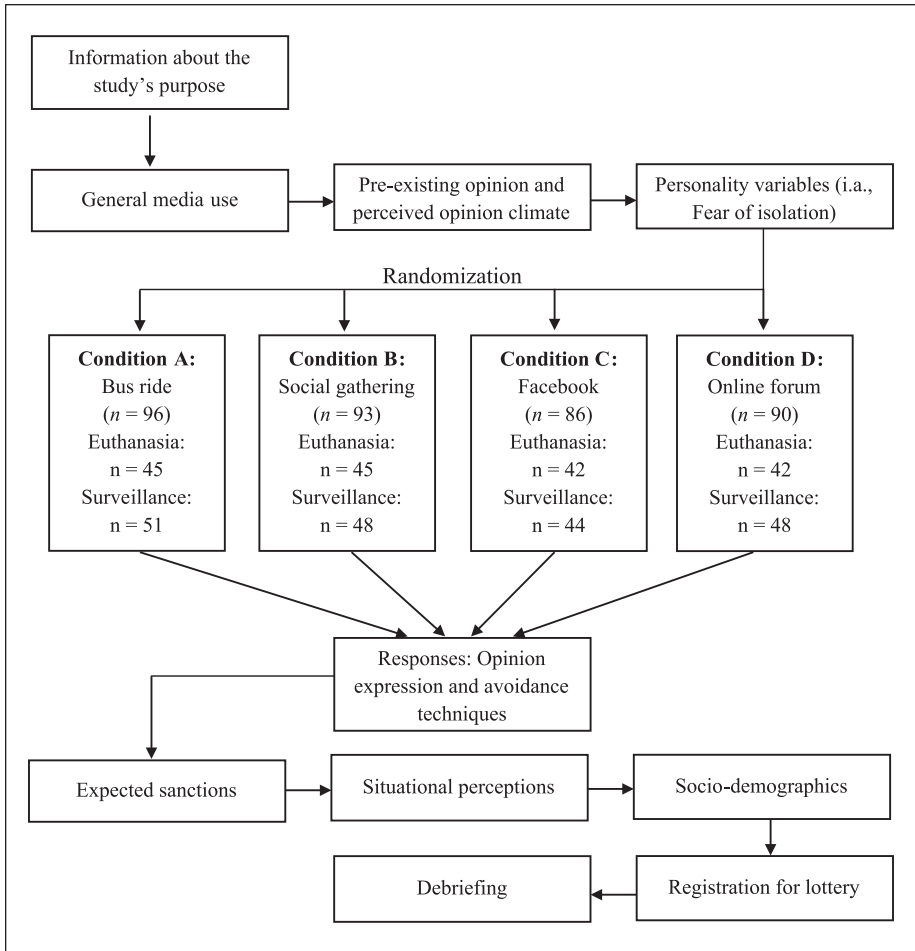 Information about the
study’s purpose
General media use
Pre-existing opinion and
perceived opinion climate
Personality variables (i.a.,
Fear of isolation)
Randomization
Condition A:
Bus ride
(n = 96)
Euthanasia:
n = 45
Surveillance:
n = 51
Condition B:
Social gathering
(n = 93)
Euthanasia:
n = 45
Surveillance:
n = 48
Condition C:
Facebook
(n = 86)
Euthanasia:
n = 42
Surveillance:
n = 44
Condition D:
Online forum
(n = 90)
Euthanasia:
n = 42
Surveillance:
n = 48
Responses: Opinion
expression and avoidance
techniques
Expected sanctions
Situational perceptions
Socio-demographics
Registration for lottery
Debriefing